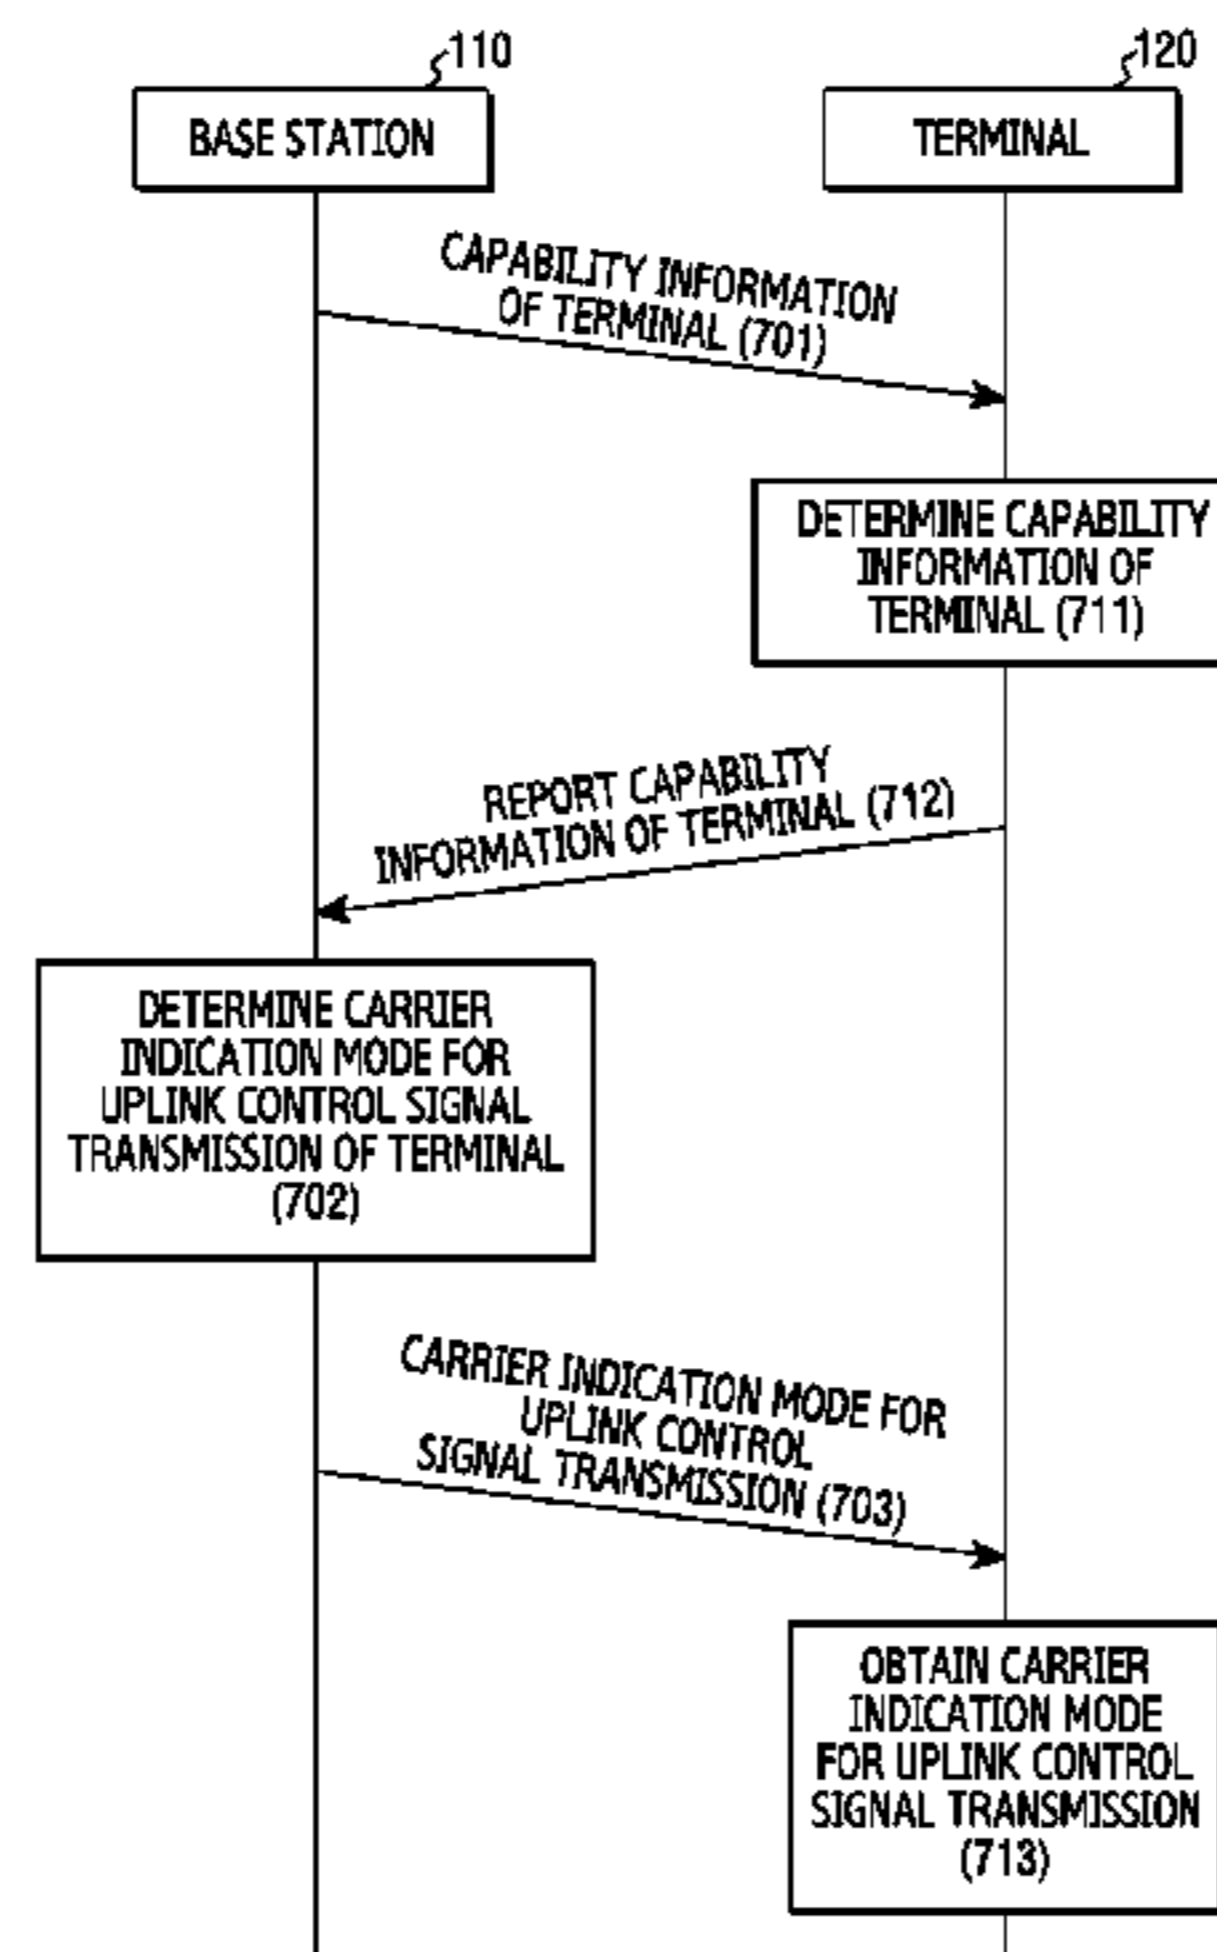 110
120
BASE STATION
TERMINAL
CAPABILITY INFORMATION
OF TERMINAL (701)
DETERMINE CAPABILITY
INFORMATION OF
TERMINAL (711)
REPORT CAPABILITY
INFORMATION OF TERMINAL (712)
DETERMINE CARRIER
INDICATION MODE FOR
UPLINK CONTROL SIGNAL
TRANSMISSION OF TERMINAL
(702)
CARRIER INDICATION MODE FOR
UPLINK CONTROL
SIGNAL TRANSMISSION (703)
OBTAIN CARRIER
INDICATION MODE
FOR UPLINK CONTROL
SIGNAL TRANSMISSION
(713)